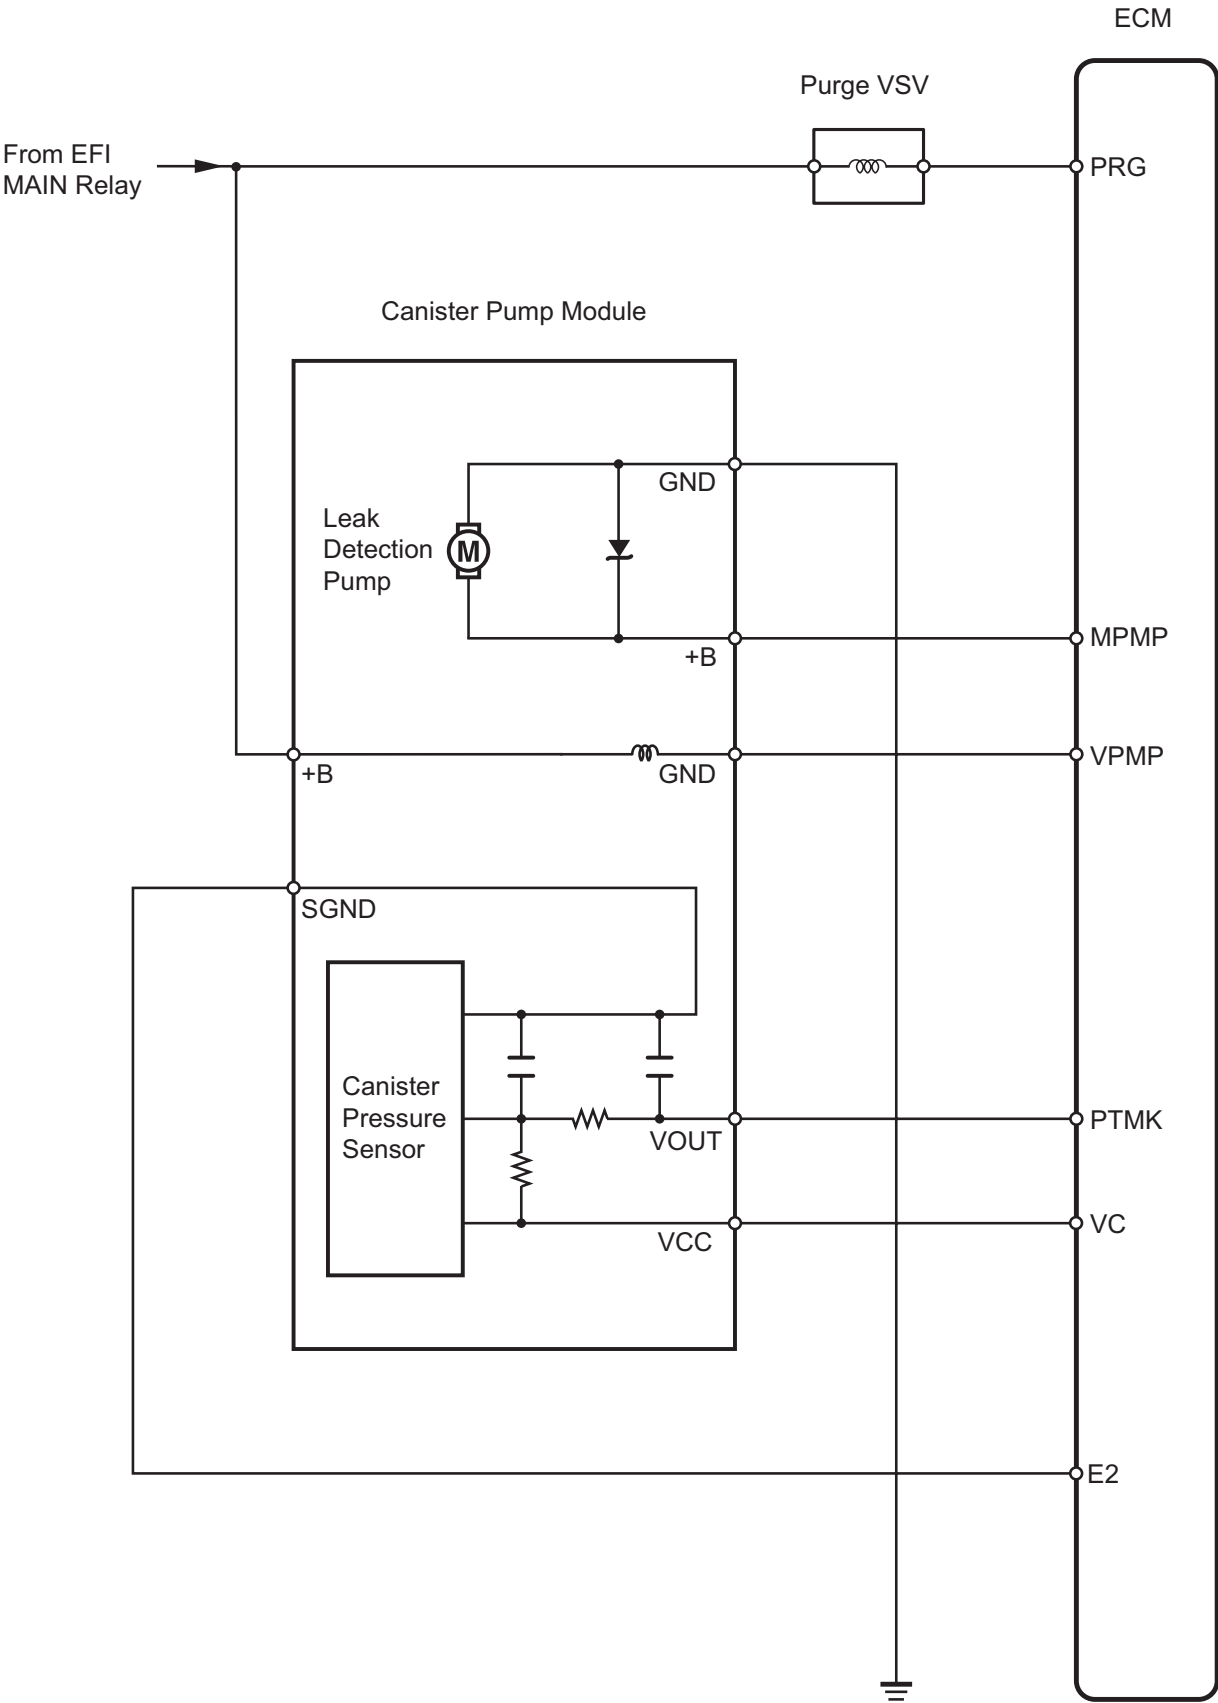 ECM
Purge VSV
From EFI
MAIN Relay
PRG
Canister Pump Module
GND
Leak
Detection
Pump
M
MPMP
+B
VPMP
+B
GND
SGND
Canister
Pressure
Sensor
PTMK
VOUT
VC
VCC
E2